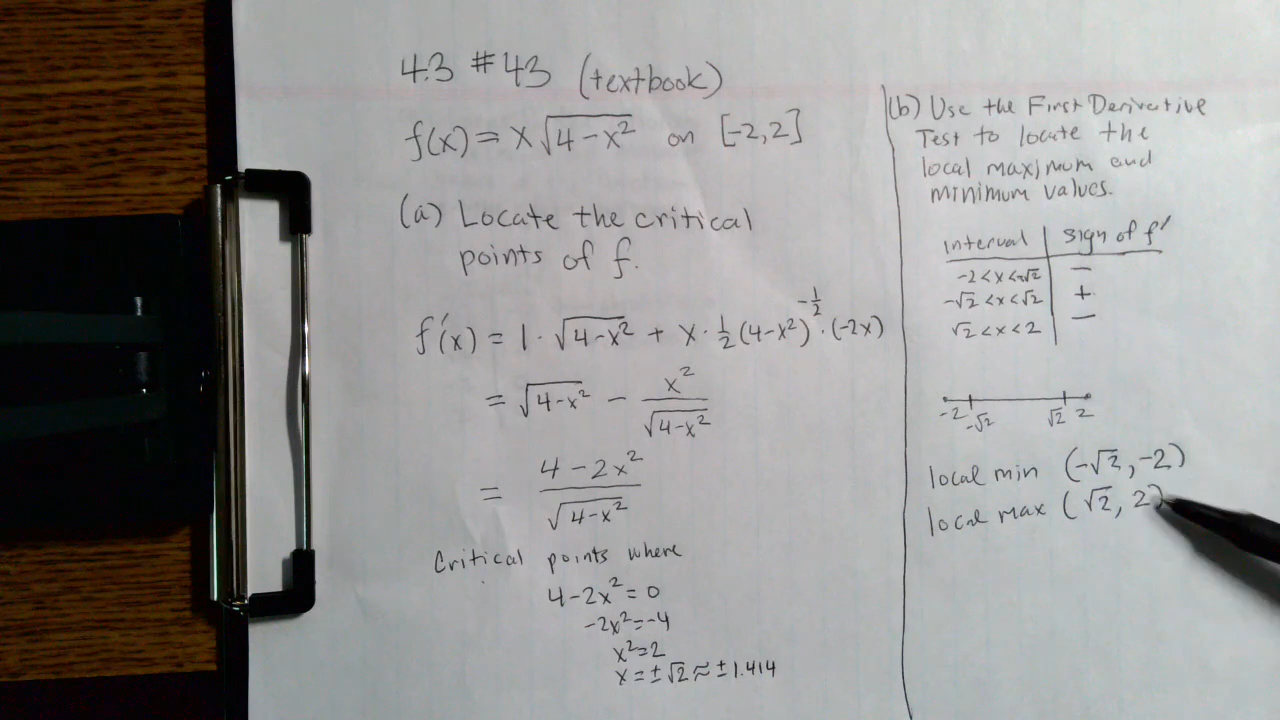 4.3 #43 (textbook)
f(x) = x√(4-x²) on [-2,2]
(a) Locate the critical
points of f.
f'(x) = 1·√(4-x²) + x·½(4-x²)^(-½)·(-2x)
= √(4-x²) - x²/√(4-x²)
= (4-2x²)/√(4-x²)
Critical points where
4-2x²=0
-2x²=-4
x²=2
x=±√2≈±1.414
(b) Use the First Derivative
Test to locate the
local maximum and
minimum values.
interval | sign of f'
-2<x<-√2 | -
-√2<x<√2 | +
√2<x<2 | -
-2 -√2 √2 2
local min (-√2,-2)
local max (√2, 2)